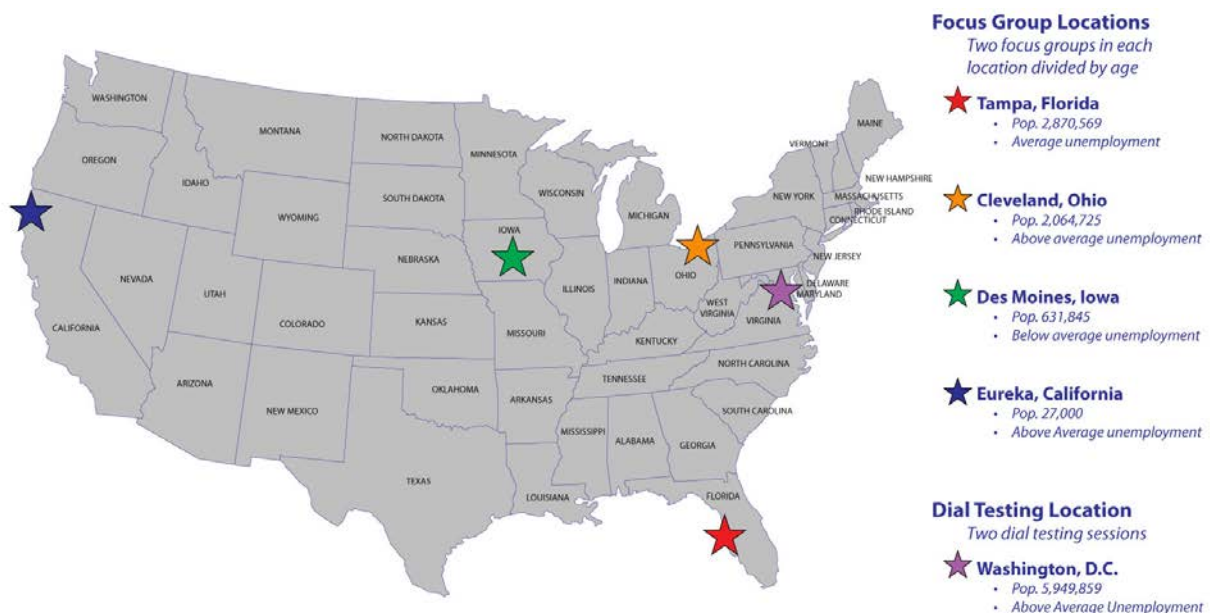 Focus Group Locations
Two focus groups in each
location divided by age
Tampa, Florida
• Pop. 2,870,569
• Average unemployment
Cleveland, Ohio
• Pop. 2,064,725
• Above average unemployment
Des Moines, Iowa
• Pop. 631,845
• Below average unemployment
Eureka, California
• Pop. 27,000
• Above Average unemployment
Dial Testing Location
Two dial testing sessions
Washington, D.C.
• Pop. 5,949,859
• Above Average Unemployment
WASHINGTON
MONTANA
NORTH DAKOTA
MINNESOTA
MAINE
VERMONT
OREGON
IDAHO
NEW HAMPSHIRE
SOUTH DAKOTA
WISCONSIN
NEW YORK
MASSACHUSETTS
WYOMING
MICHIGAN
RHODE ISLAND
CONNECTICUT
IOWA
PENNSYLVANIA
NEBRASKA
NEW JERSEY
NEVADA
UTAH
ILLINOIS
INDIANA
OHIO
DELAWARE
MARYLAND
WEST
VIRGINIA
VIRGINIA
CALIFORNIA
COLORADO
KANSAS
MISSOURI
KENTUCKY
NORTH CAROLINA
TENNESSEE
ARIZONA
NEW MEXICO
OKLAHOMA
ARKANSAS
SOUTH CAROLINA
MISSISSIPPI
ALABAMA
GEORGIA
TEXAS
LOUISIANA
FLORIDA